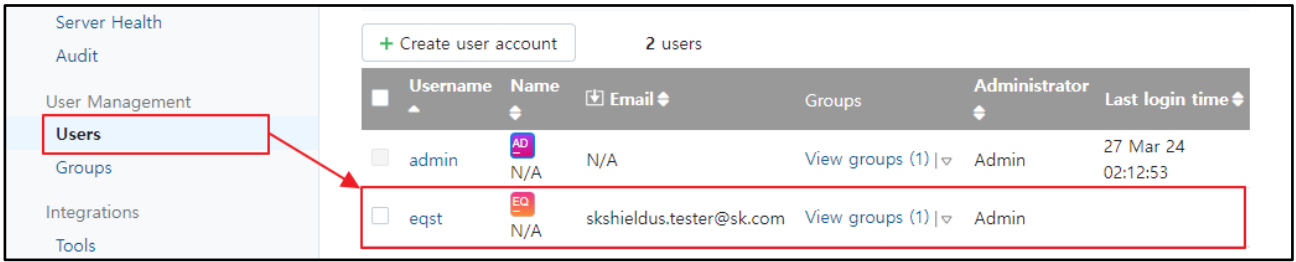 Server Health
Audit
User Management
Users
Groups
Integrations
Tools
+ Create user account
2 users
Username Name Email Groups Administrator Last login time
AD
admin N/A N/A View groups (1) | Admin 27 Mar 24 02:12:53
EQ
eqst N/A skshieldus.tester@sk.com View groups (1) | Admin